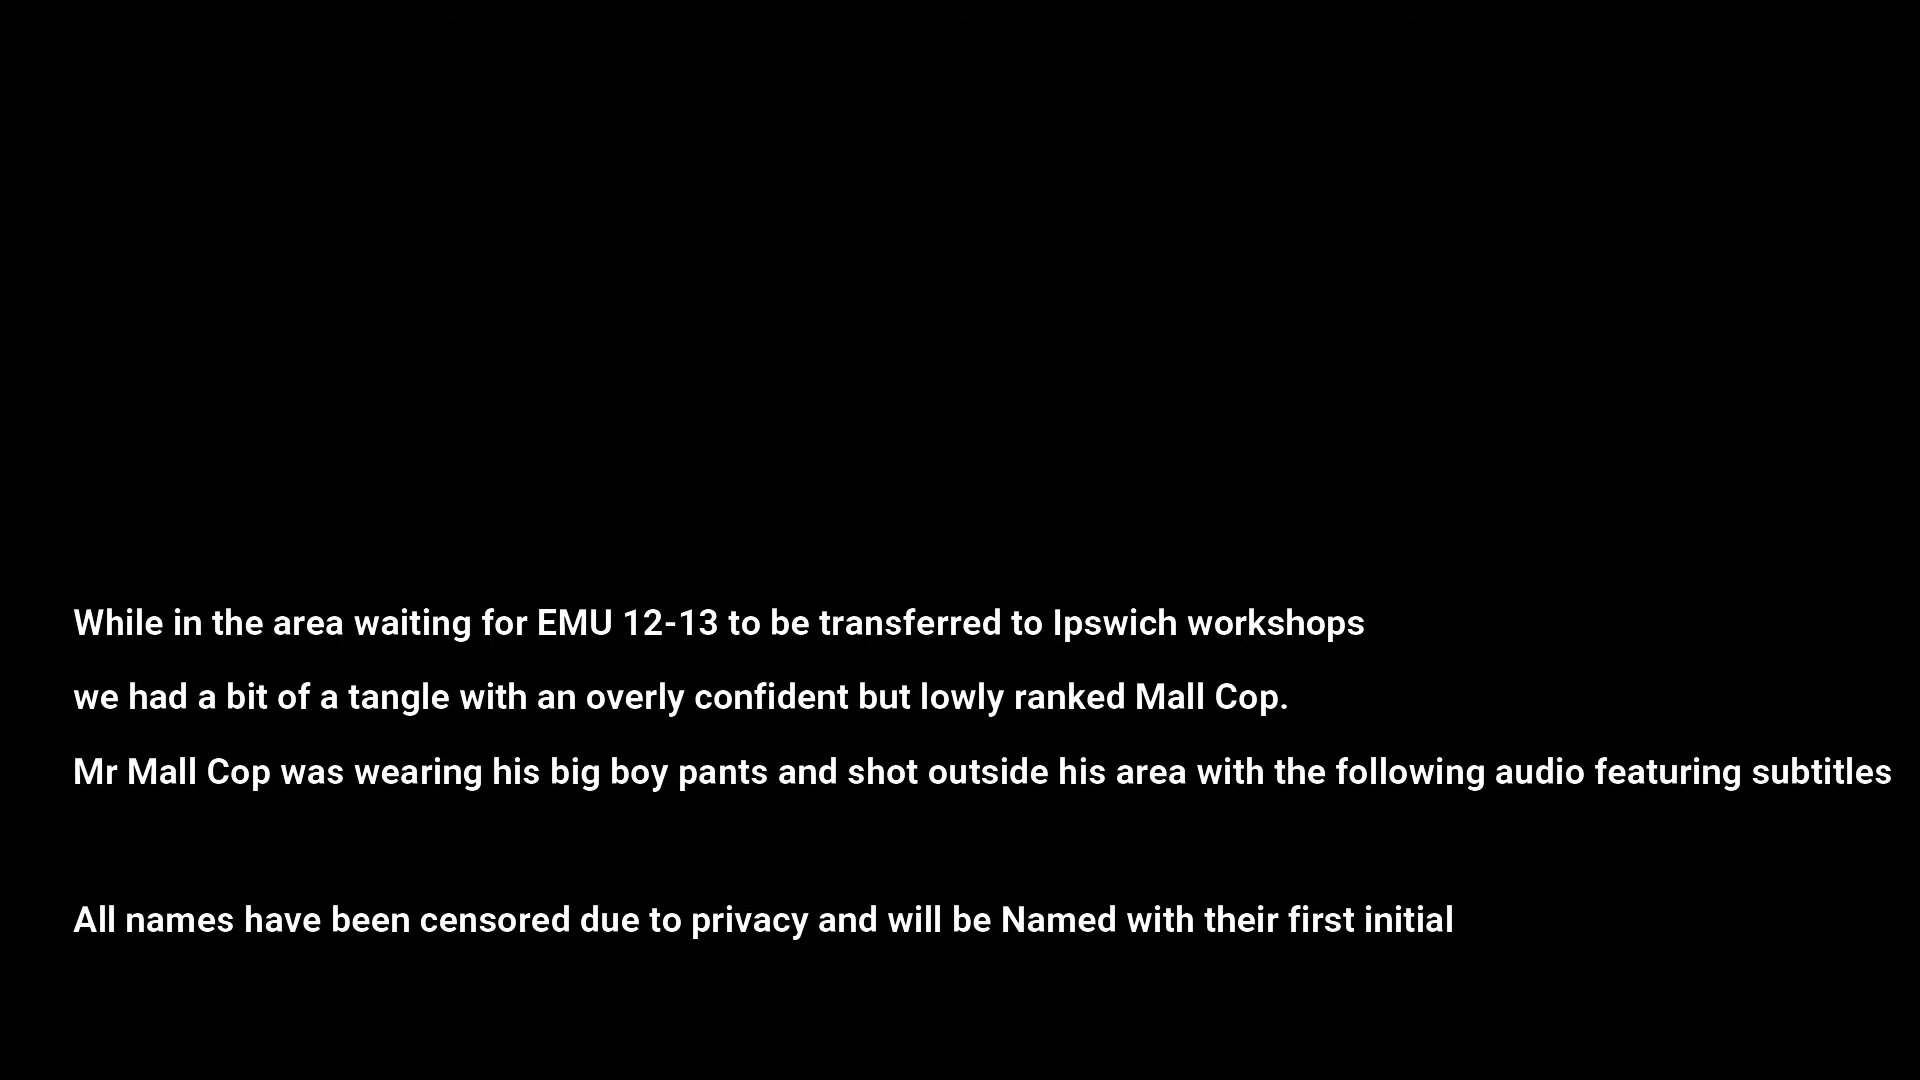 While in the area waiting for EMU 12-13 to be transferred to Ipswich workshops
we had a bit of a tangle with an overly confident but lowly ranked Mall Cop.
Mr Mall Cop was wearing his big boy pants and shot outside his area with the following audio featuring subtitles
All names have been censored due to privacy and will be Named with their first initial